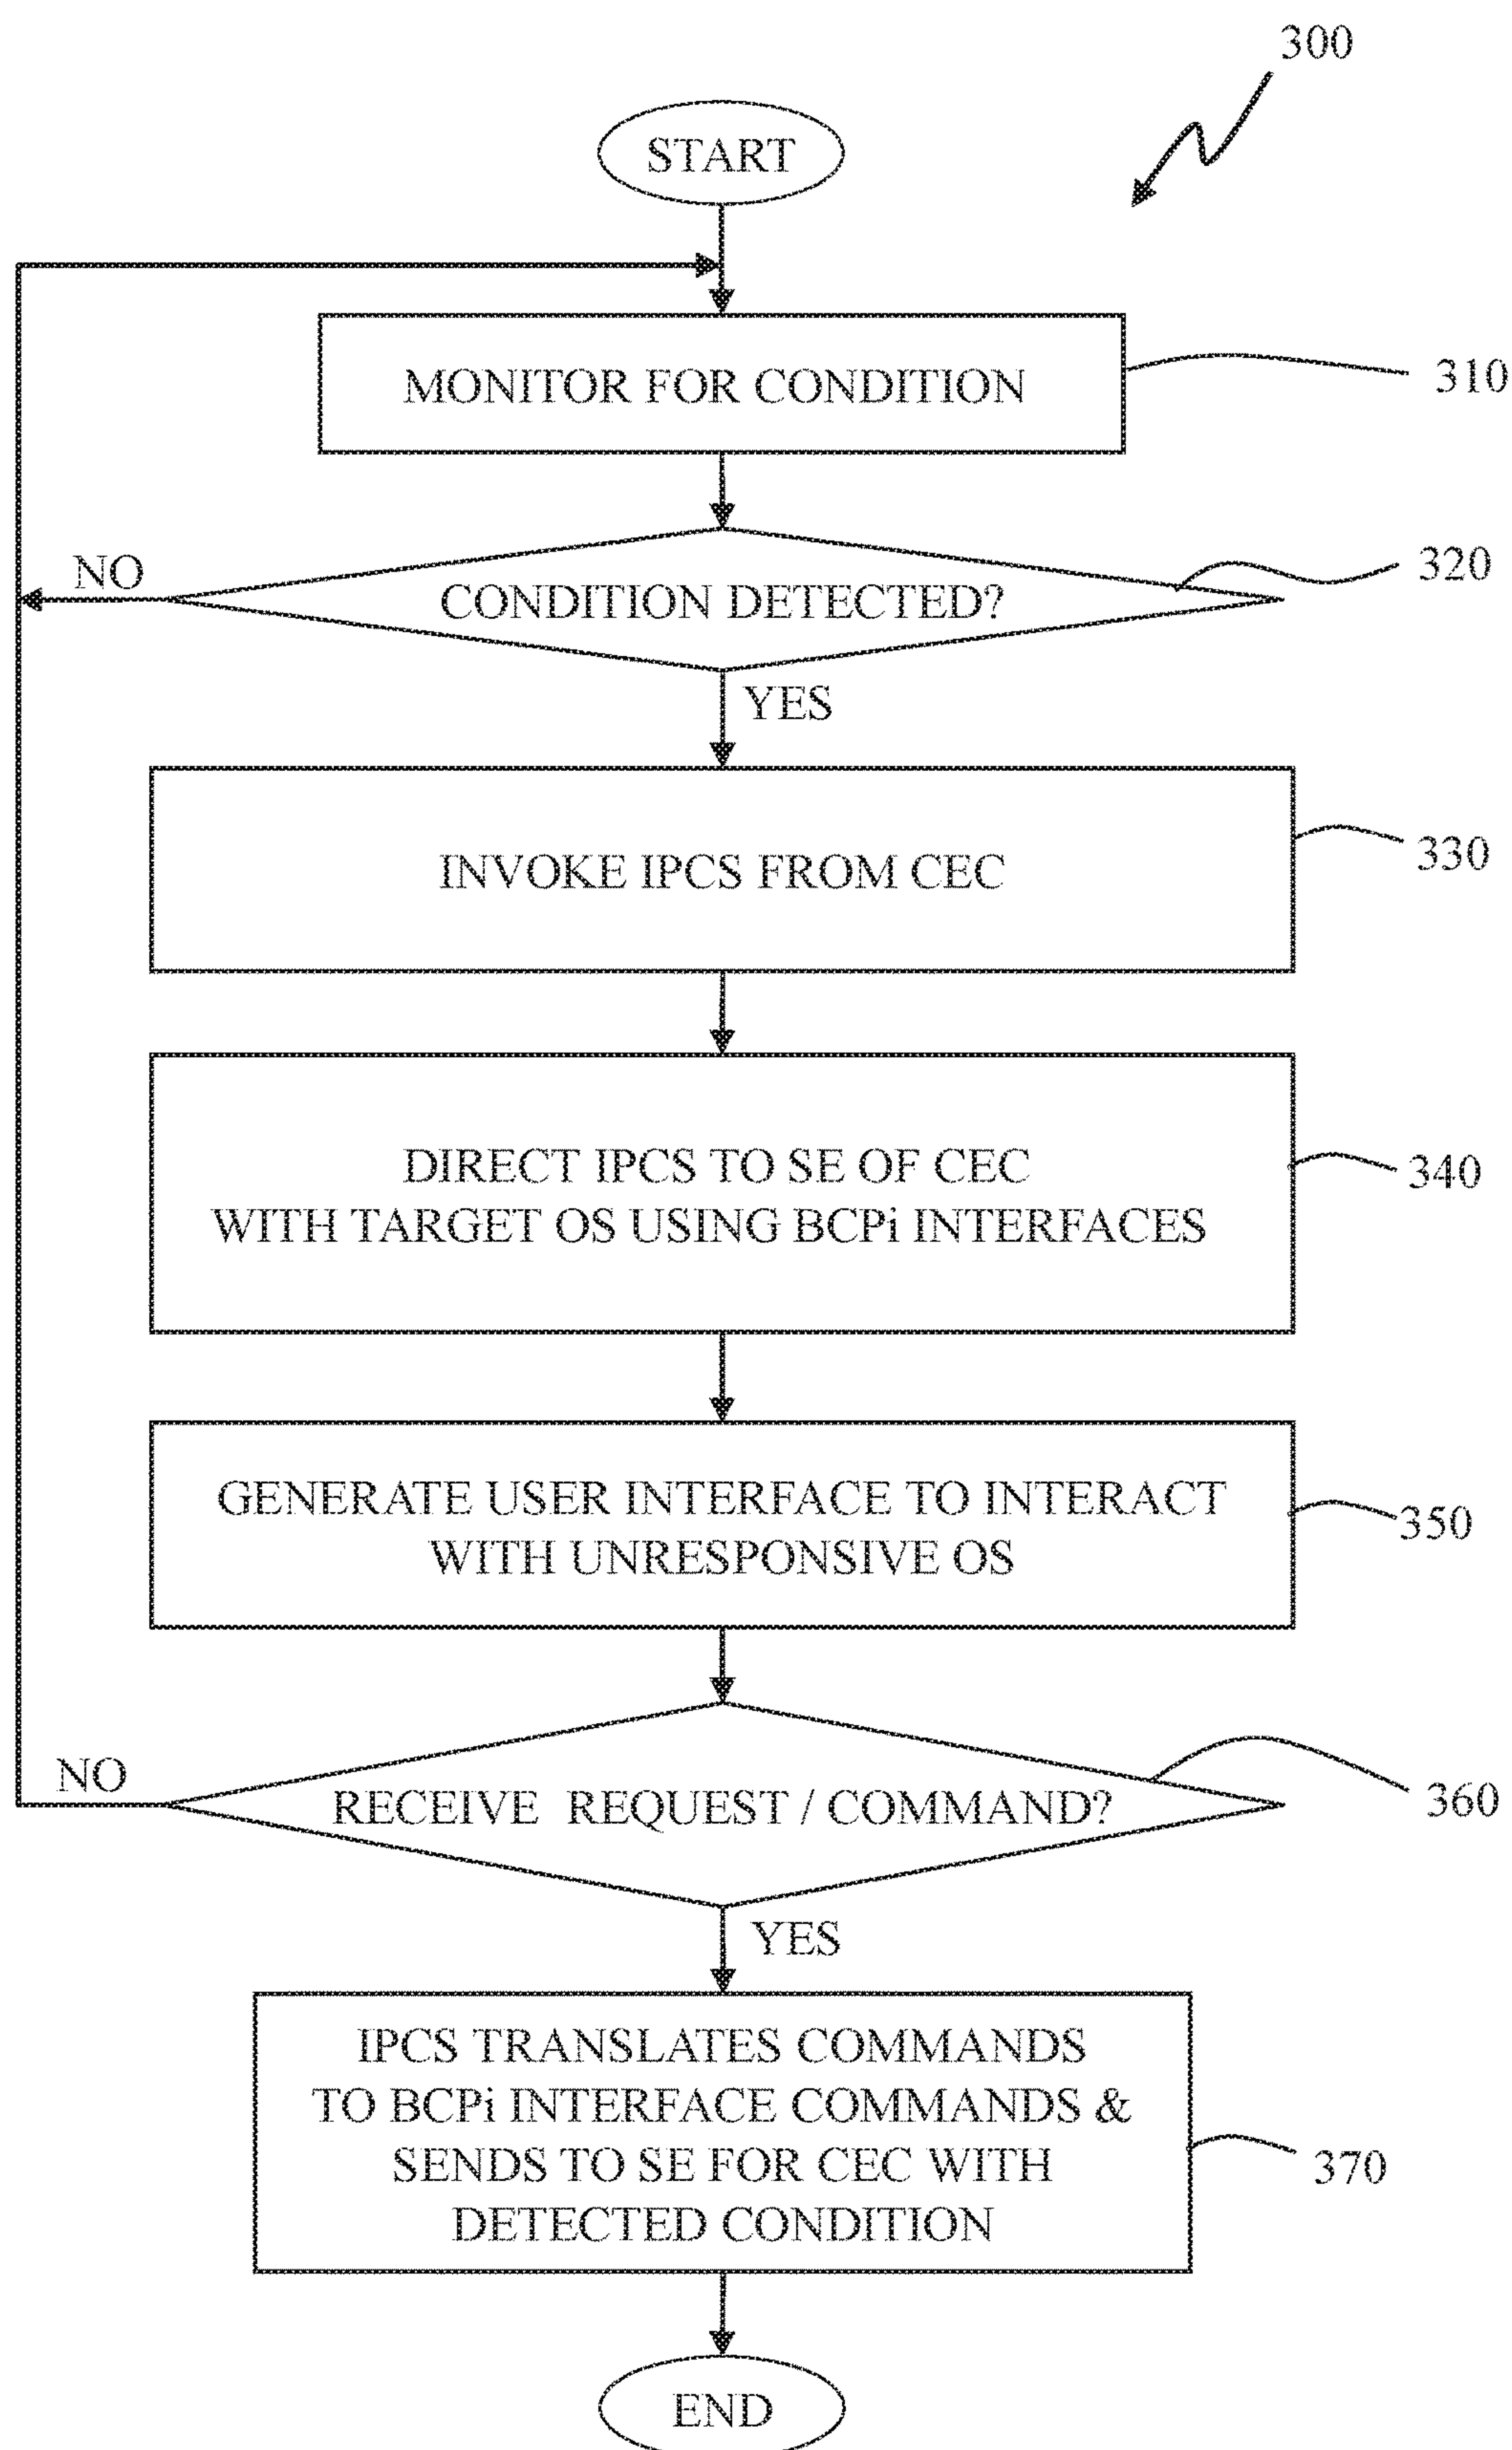 300
START
MONITOR FOR CONDITION
310
NO
CONDITION DETECTED?
320
YES
INVOKE IPCS FROM CEC
330
DIRECT IPCS TO SE OF CEC
WITH TARGET OS USING BCPi INTERFACES
340
GENERATE USER INTERFACE TO INTERACT
WITH UNRESPONSIVE OS
350
NO
RECEIVE REQUEST / COMMAND?
360
YES
IPCS TRANSLATES COMMANDS
TO BCPi INTERFACE COMMANDS &
SENDS TO SE FOR CEC WITH
DETECTED CONDITION
370
END